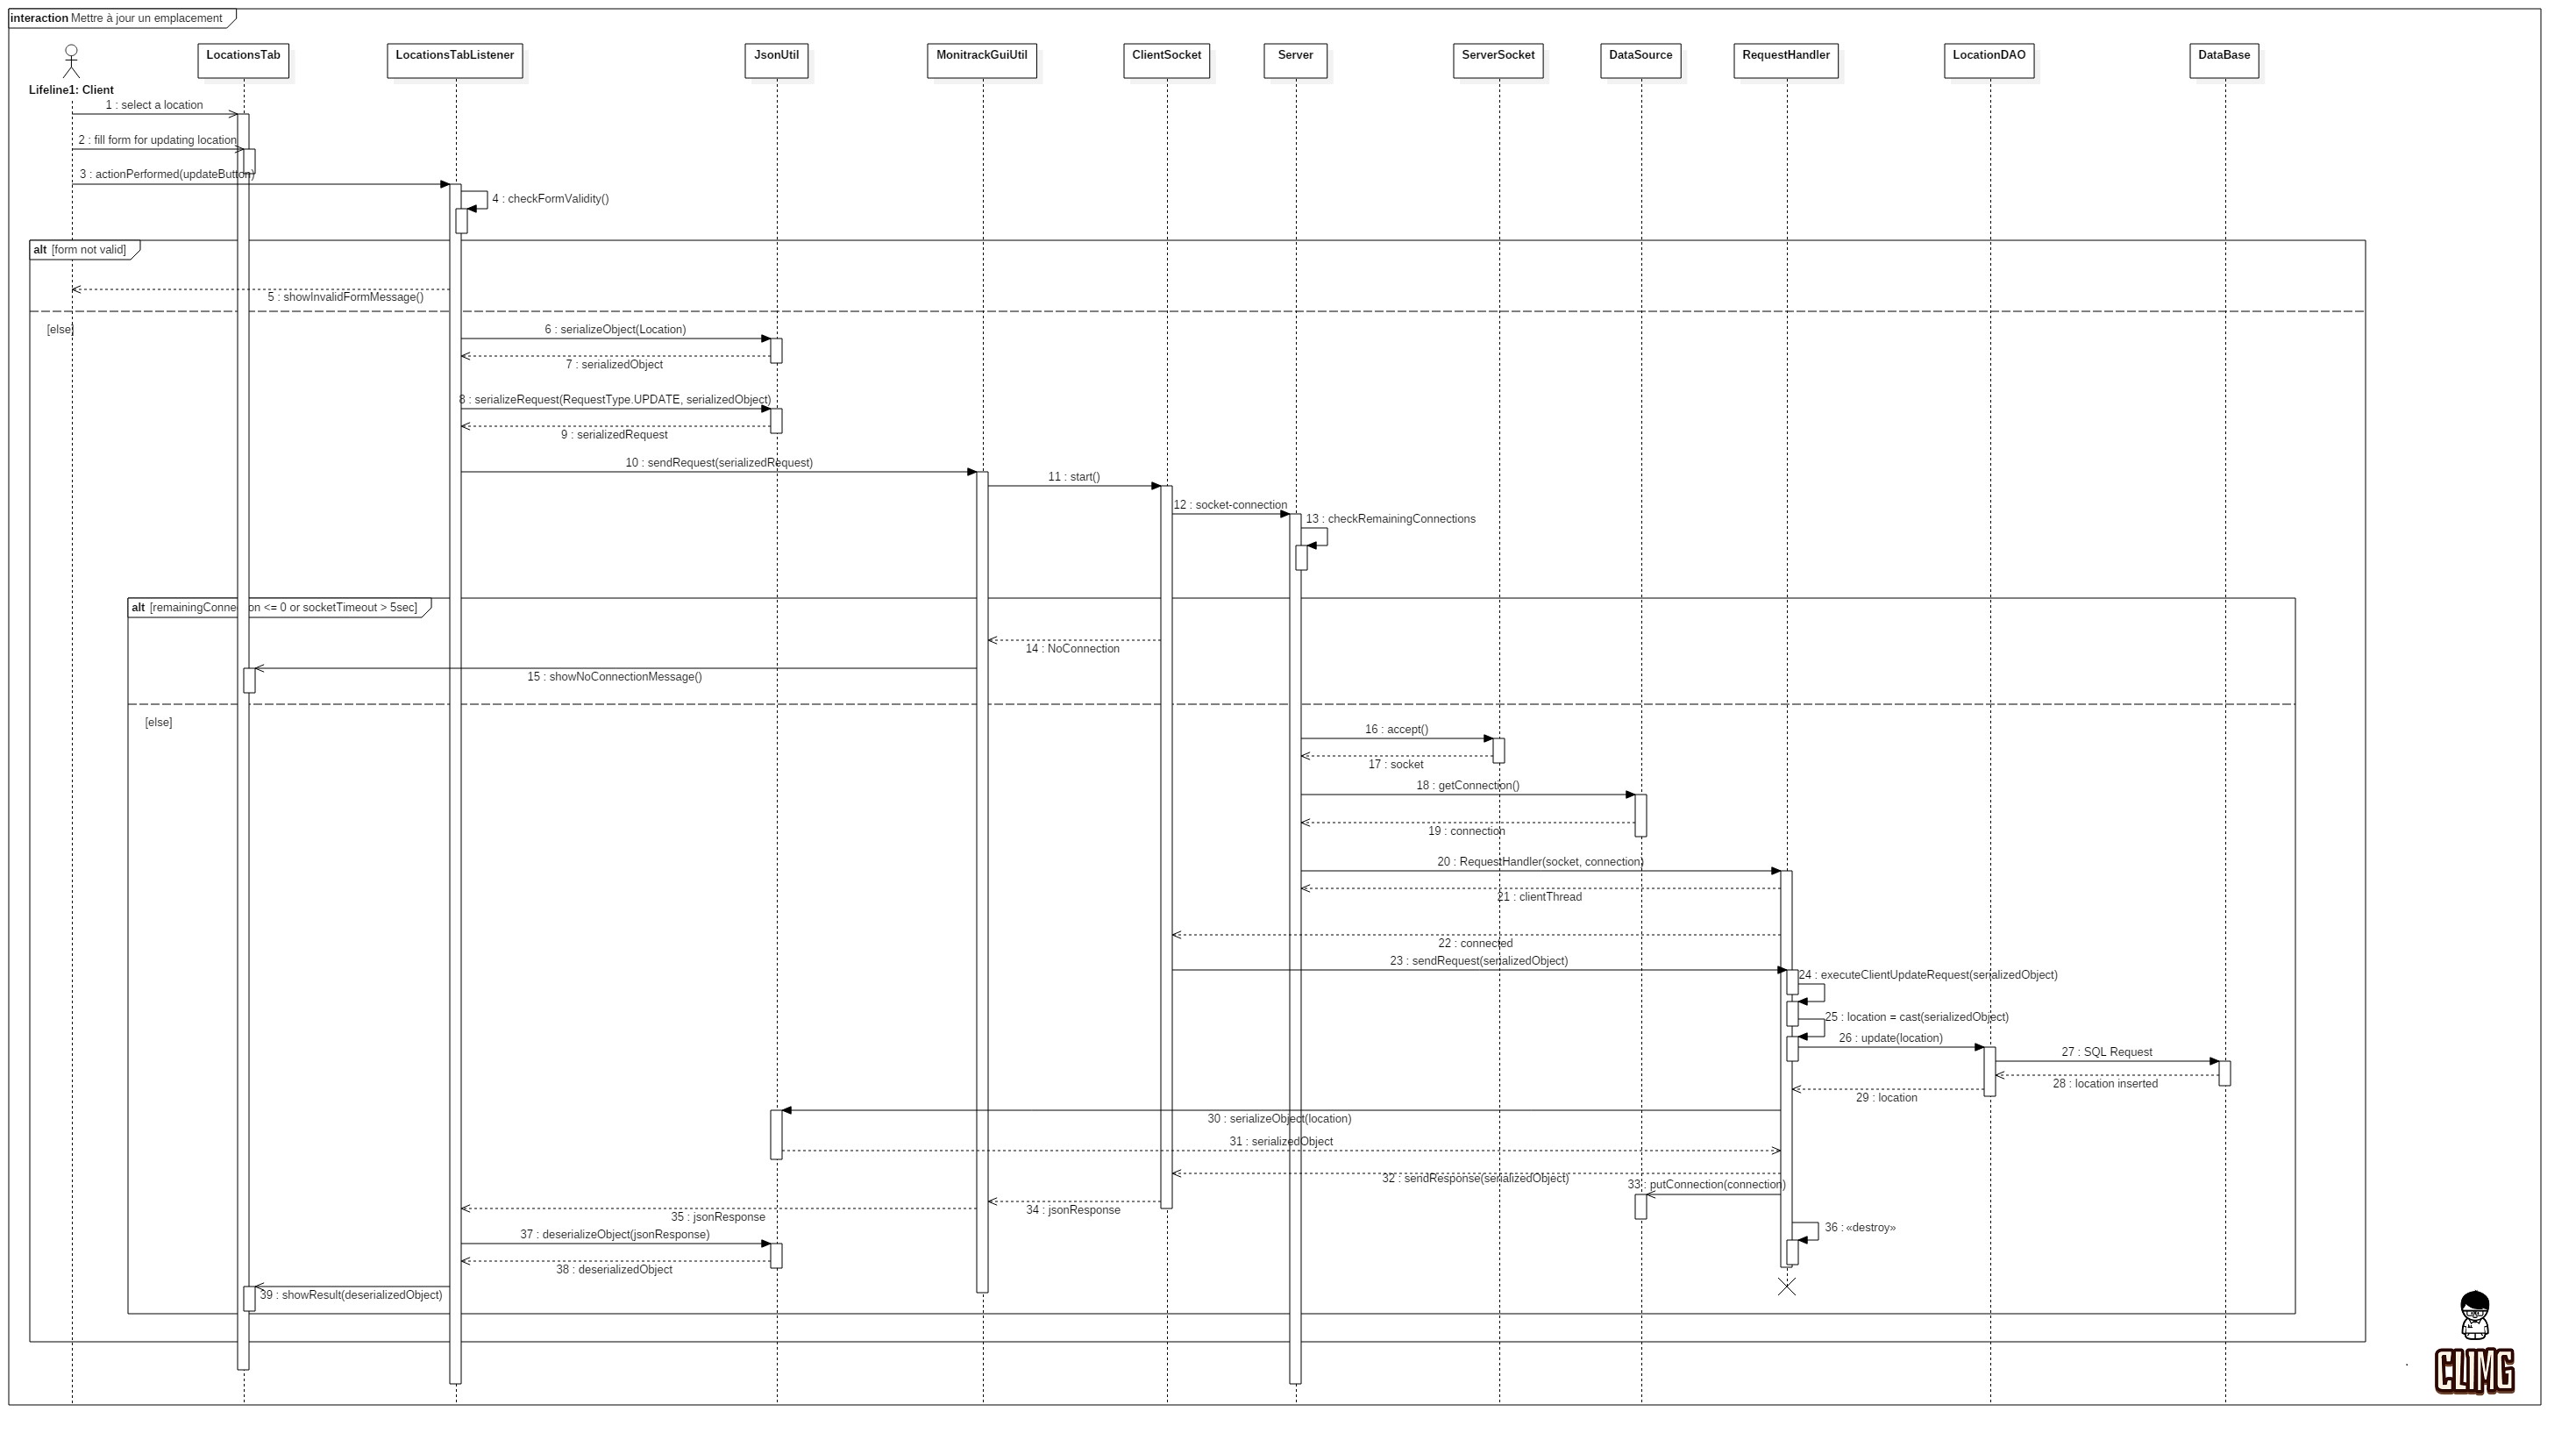 interaction Mettre à jour un emplacement
LocationsTab
LocationsTabListener
JsonUtil
MonitrackGuiUtil
ClientSocket
Server
ServerSocket
DataSource
RequestHandler
LocationDAO
DataBase
Lifeline1: Client
1 : select a location
2 : fill form for updating location
3 : actionPerformed(updateButton)
4 : checkFormValidity()
alt [form not valid]
5 : showInvalidFormMessage()
[else]
6 : serializeObject(Location)
7 : serializedObject
8 : serializeRequest(RequestType.UPDATE, serializedObject)
9 : serializedRequest
10 : sendRequest(serializedRequest)
11 : start()
12 : socket-connection
13 : checkRemainingConnections
alt [remainingConnection <= 0 or socketTimeout > 5sec]
14 : NoConnection
15 : showNoConnectionMessage()
[else]
16 : accept()
17 : socket
18 : getConnection()
19 : connection
20 : RequestHandler(socket, connection)
21 : clientThread
22 : connected
23 : sendRequest(serializedObject)
24 : executeClientUpdateRequest(serializedObject)
25 : location = cast(serializedObject)
26 : update(location)
27 : SQL Request
28 : location inserted
29 : location
30 : serializeObject(location)
31 : serializedObject
32 : sendResponse(serializedObject)
33 : putConnection(connection)
34 : jsonResponse
35 : jsonResponse
36 : «destroy»
37 : deserializeObject(jsonResponse)
38 : deserializedObject
39 : showResult(deserializedObject)
CLIMG